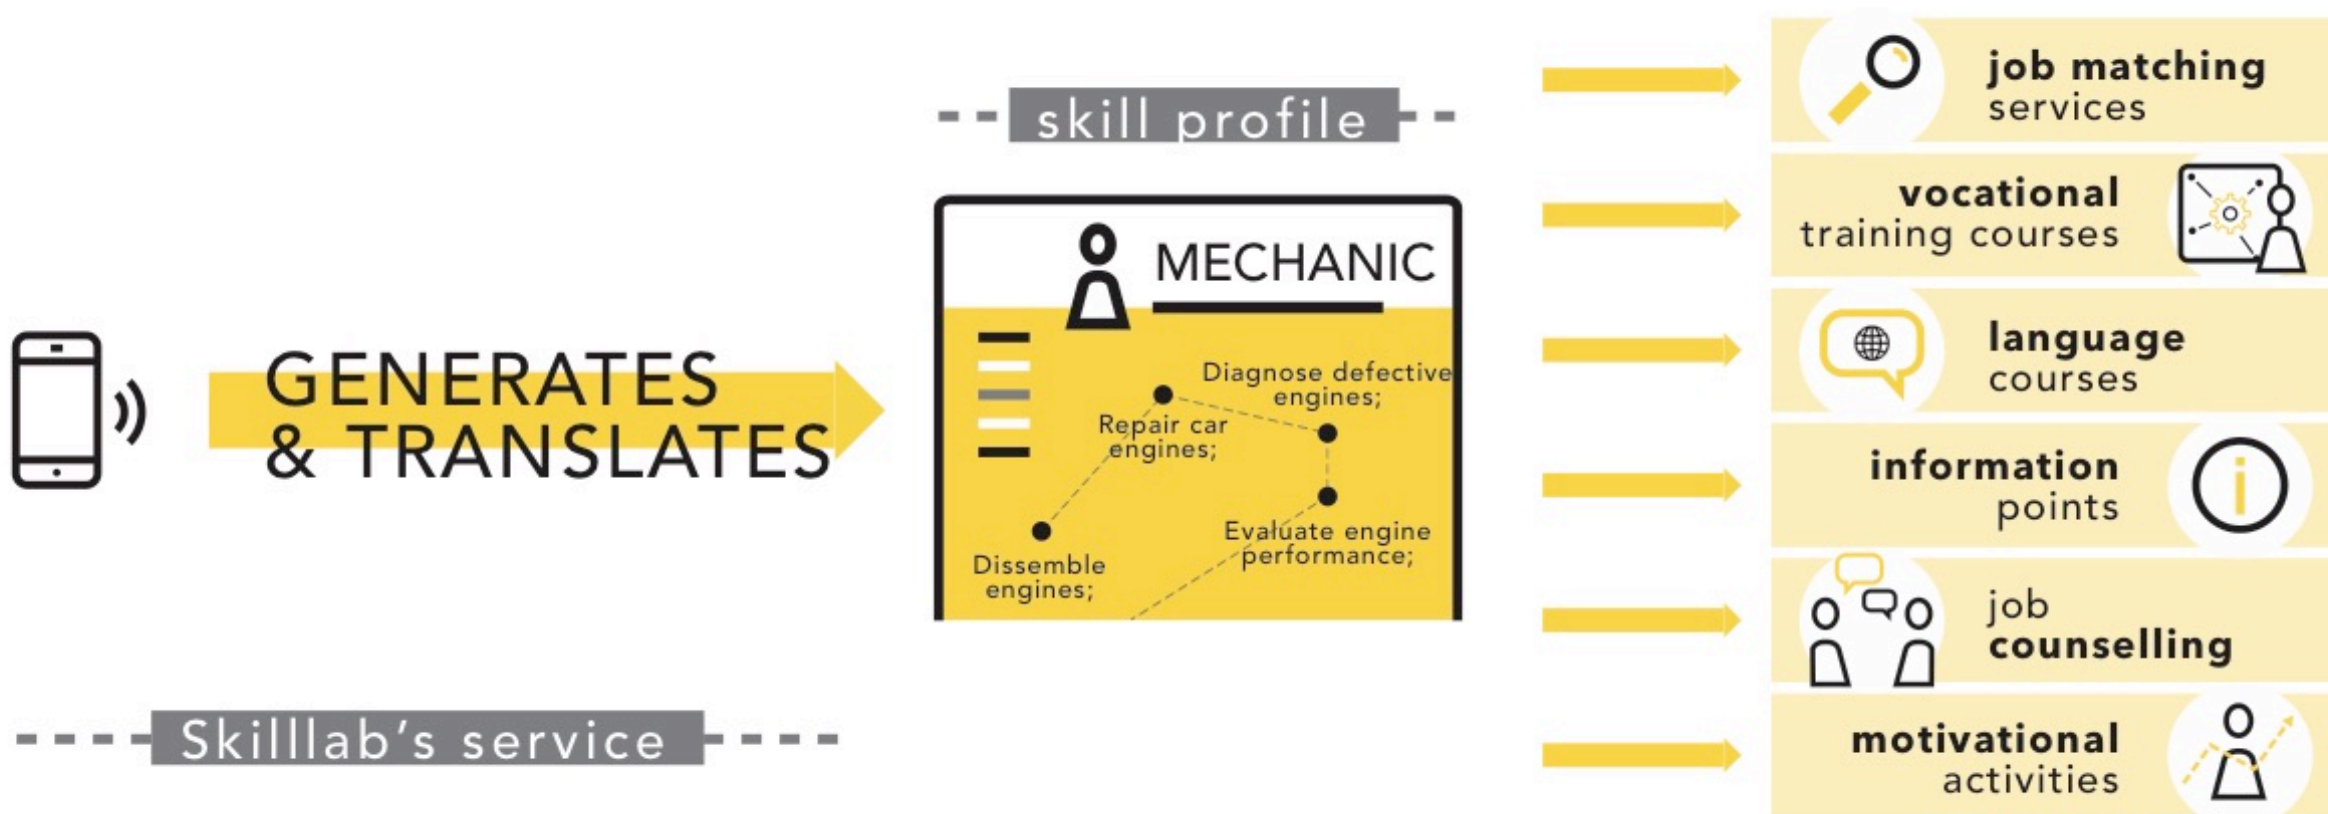 GENERATES
& TRANSLATES
Skilllab's service
skill profile
MECHANIC
Diagnose defective
engines;
Repair car
engines;
Evaluate engine
performance;
Dissemble
engines;
job matching
services
vocational
training courses
language
courses
information
points
i
job
counselling
motivational
activities